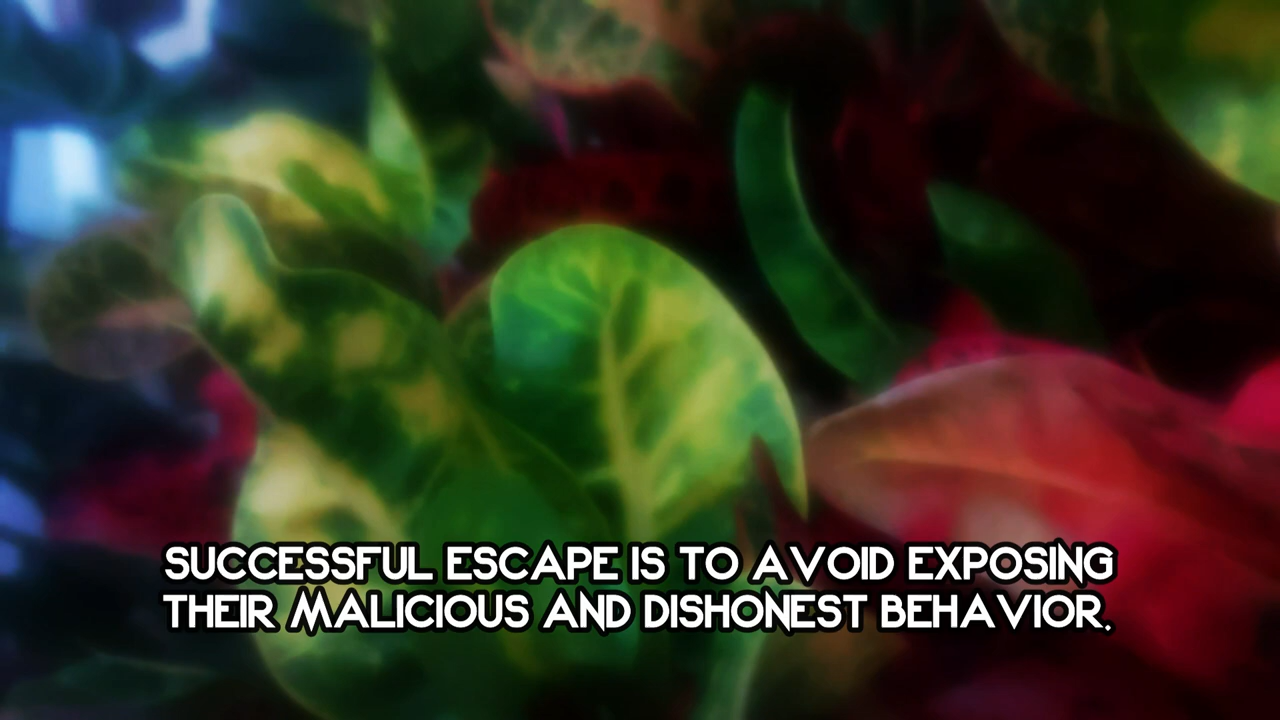 SUCCESSFUL ESCAPE IS TO AVOID EXPOSING
THEIR MALICIOUS AND DISHONEST BEHAVIOR.